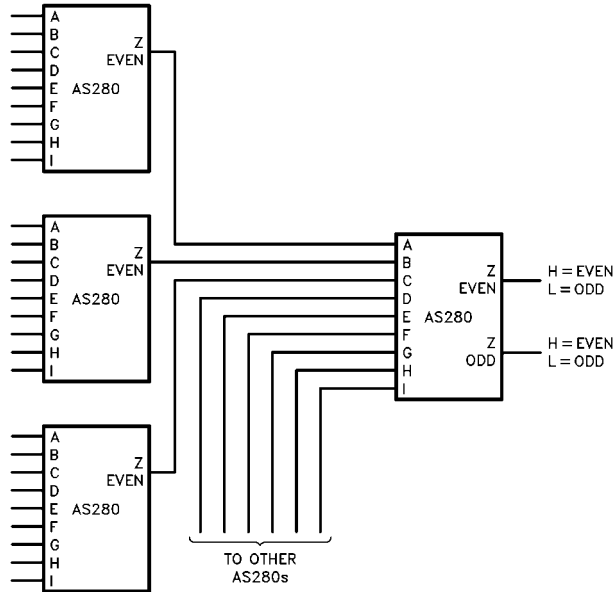 A
B
C
D
E
F
G
H
I
Z
EVEN
AS280
A
B
C
D
E
F
G
H
I
Z
EVEN
AS280
A
B
C
D
E
F
G
H
I
Z
EVEN
AS280
A
B
C
D
E
F
G
H
I
Z
EVEN
AS280
Z
ODD
H = EVEN
L = ODD
H = EVEN
L = ODD
TO OTHER
AS280s